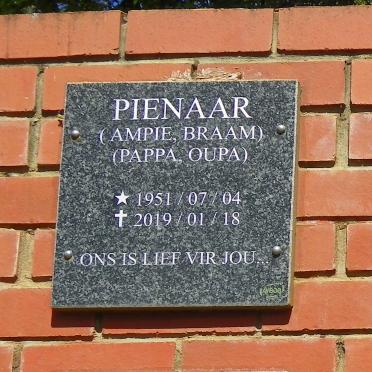 PIENAAR
(AMPIE, BRAAM)
(PAPPA, OUPA)
★ 1951 / 07 / 04
✝ 2019 / 01 / 18
ONS IS LIEF VIR JOU...